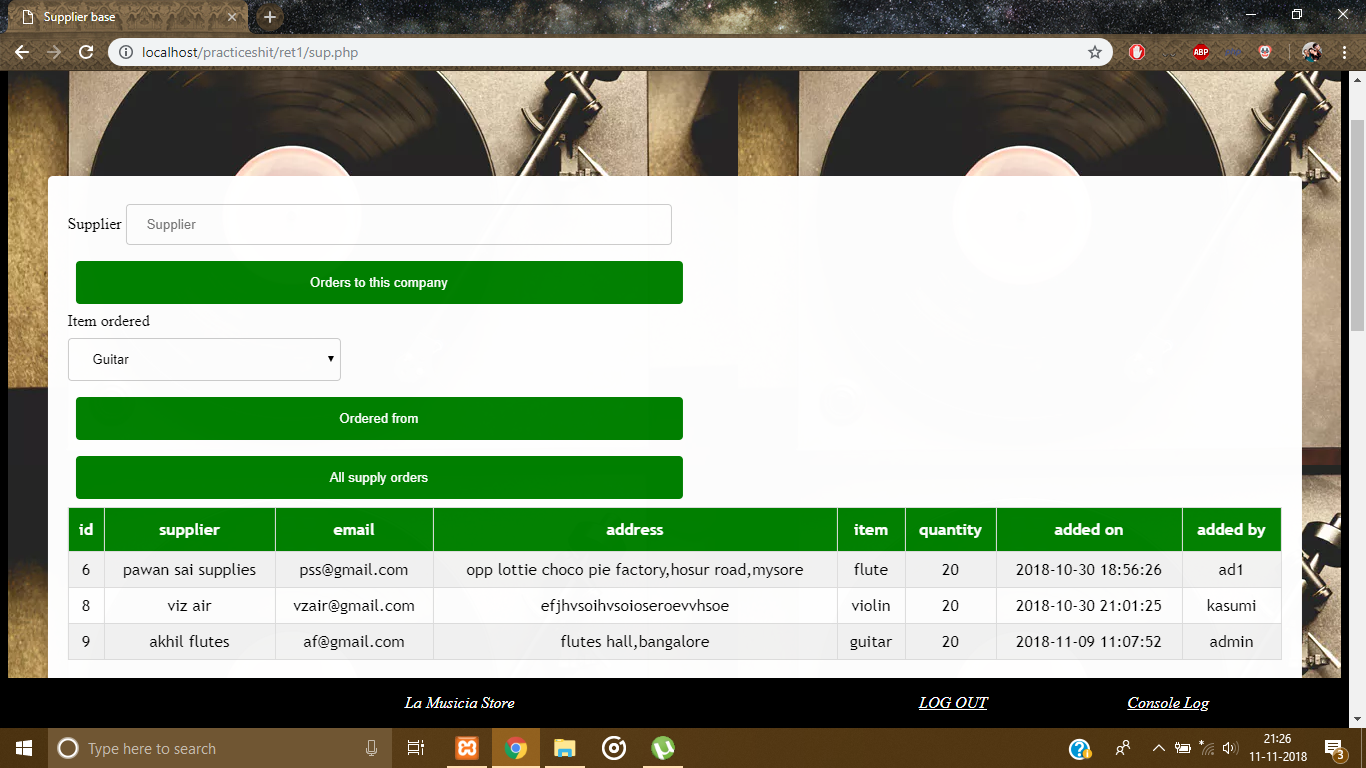 Supplier base
localhost/practiceshit/ret1/sup.php
ABP
Supplier Supplier
Orders to this company
Item ordered
Guitar
Ordered from
All supply orders
id supplier email address item quantity added on added by
6 pawan sai supplies pss@gmail.com opp lottie choco pie factory,hosur road,mysore flute 20 2018-10-30 18:56:26 ad1
8 viz air vzair@gmail.com efjhvsoihvsoioseroevvhsoe violin 20 2018-10-30 21:01:25 kasumi
9 akhil flutes af@gmail.com flutes hall,bangalore guitar 20 2018-11-09 11:07:52 admin
La Musicia Store LOG OUT Console Log
Type here to search
21:26
11-11-2018
3